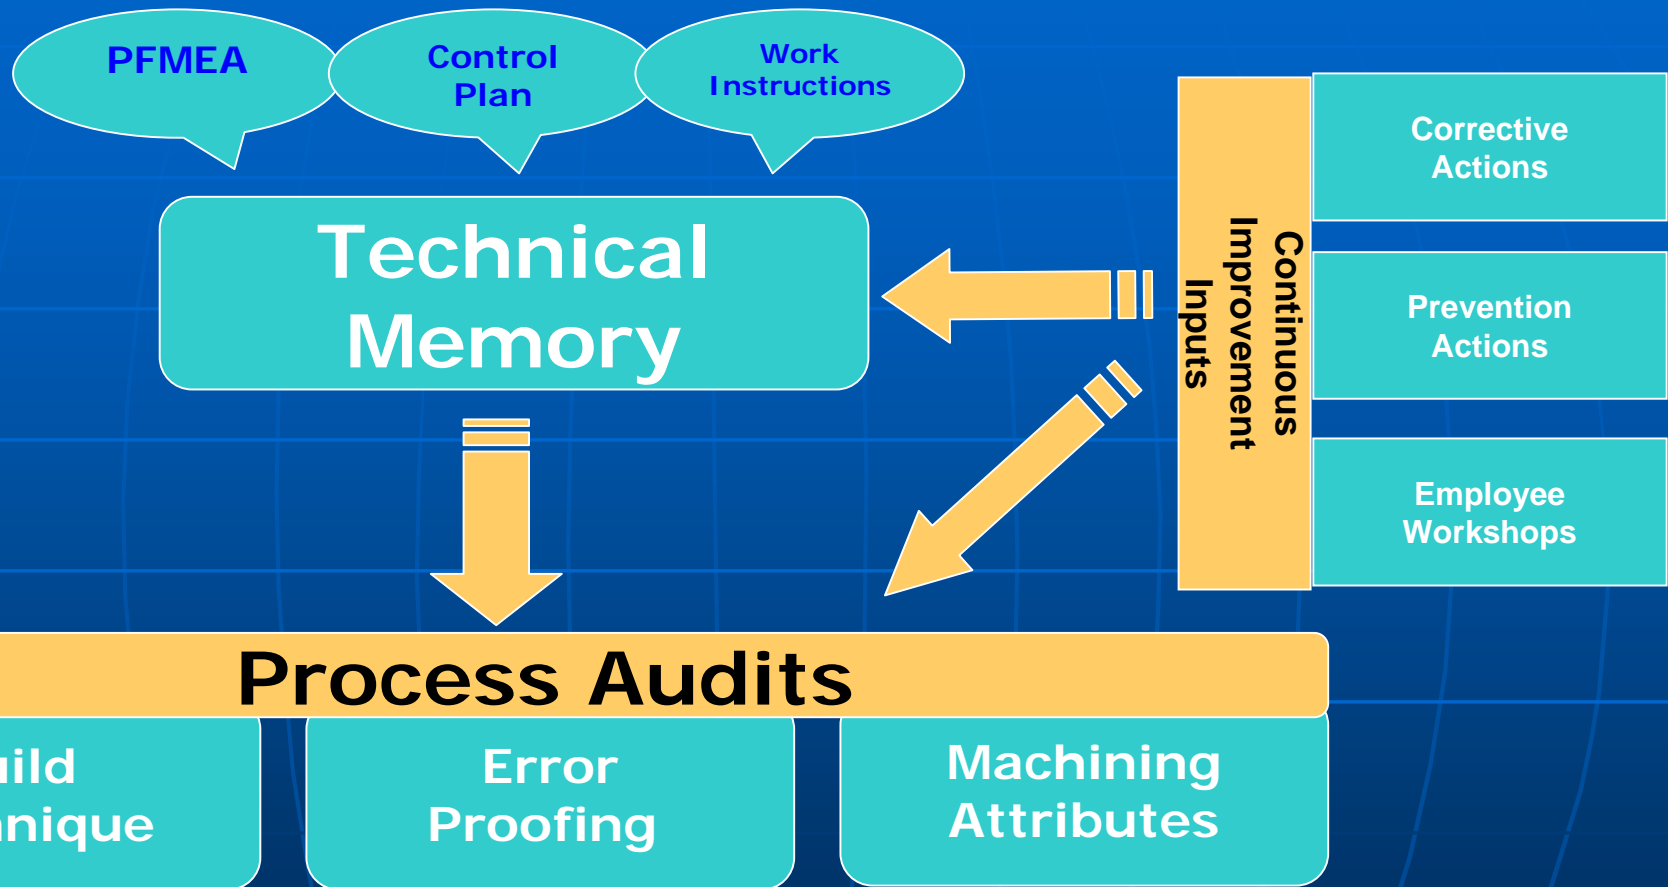 PFMEA
Control
Plan
Work
Instructions
Technical
Memory
Continuous
Improvement
Inputs
Corrective
Actions
Prevention
Actions
Employee
Workshops
Process Audits
Error
Proofing
Machining
Attributes